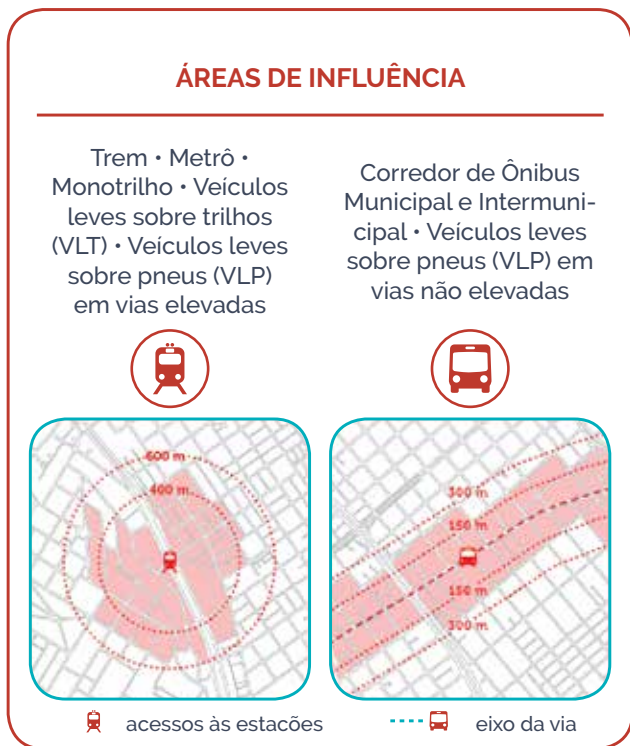 ÁREAS DE INFLUÊNCIA
Trem • Metrô •
Monotrilho • Veículos
leves sobre trilhos
(VLT) • Veículos leves
sobre pneus (VLP)
em vias elevadas
Corredor de Ônibus
Municipal e Intermuni-
cipal • Veículos leves
sobre pneus (VLP) em
vias não elevadas
600 m
400 m
300 m
150 m
150 m
300 m
acessos às estacões
eixo da via